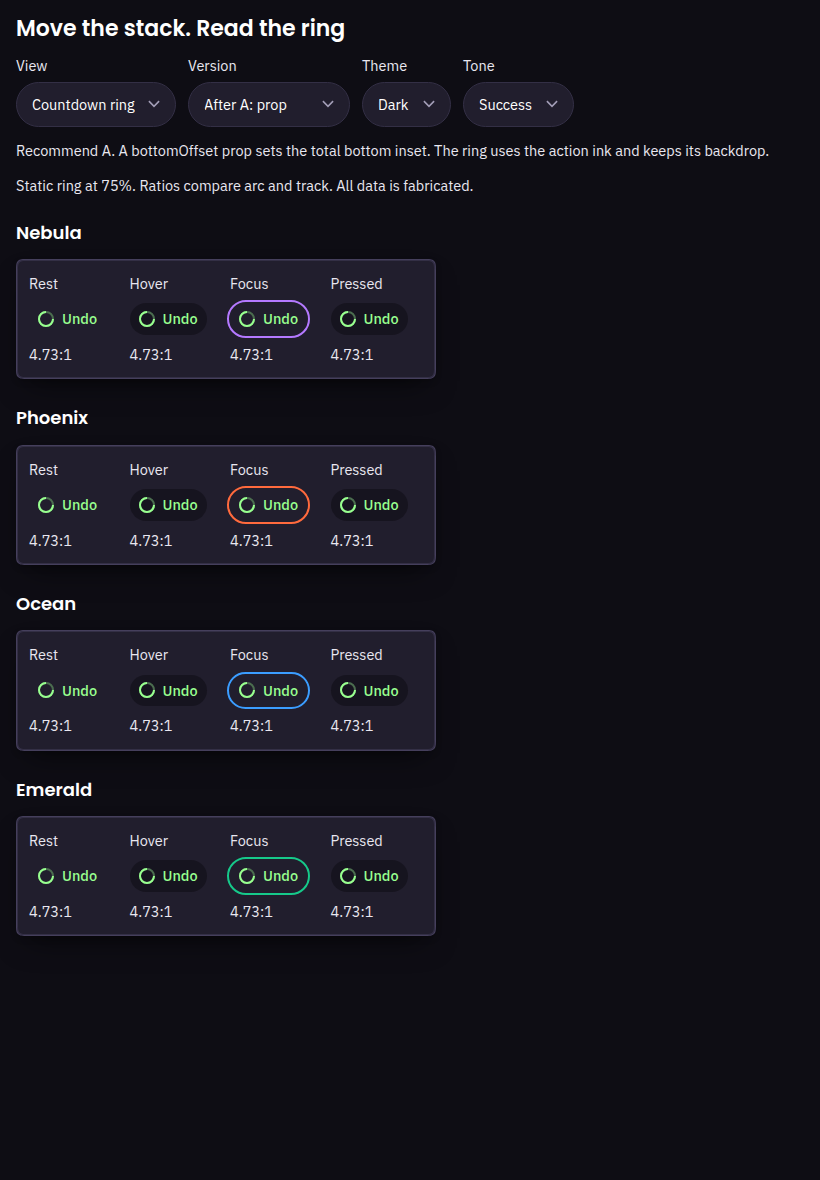 Move the stack. Read the ring
View Version Theme Tone
Countdown ring After A: prop Dark Success
Recommend A. A bottomOffset prop sets the total bottom inset. The ring uses the action ink and keeps its backdrop.
Static ring at 75%. Ratios compare arc and track. All data is fabricated.
Nebula
Rest Hover Focus Pressed
Undo Undo Undo Undo
4.73:1 4.73:1 4.73:1 4.73:1
Phoenix
Rest Hover Focus Pressed
Undo Undo Undo Undo
4.73:1 4.73:1 4.73:1 4.73:1
Ocean
Rest Hover Focus Pressed
Undo Undo Undo Undo
4.73:1 4.73:1 4.73:1 4.73:1
Emerald
Rest Hover Focus Pressed
Undo Undo Undo Undo
4.73:1 4.73:1 4.73:1 4.73:1